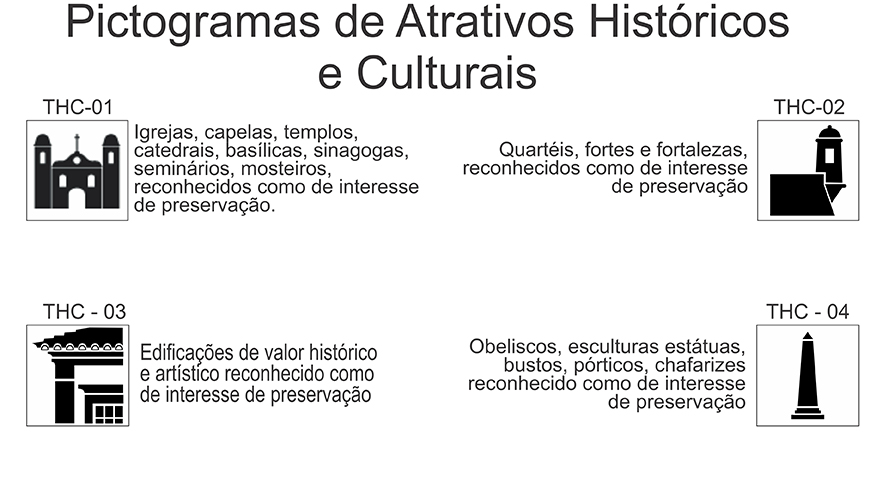 Pictogramas de Atrativos Históricos
e Culturais
THC-01
Igrejas, capelas, templos,
catedrais, basílicas, sinagogas,
seminários, mosteiros,
reconhecidos como de interesse
de preservação.
THC-02
Quartéis, fortes e fortalezas,
reconhecidos como de interesse
de preservação
THC - 03
Edificações de valor histórico
e artístico reconhecido como
de interesse de preservação
THC - 04
Obeliscos, esculturas estátuas,
bustos, pórticos, chafarizes
reconhecido como de interesse
de preservação